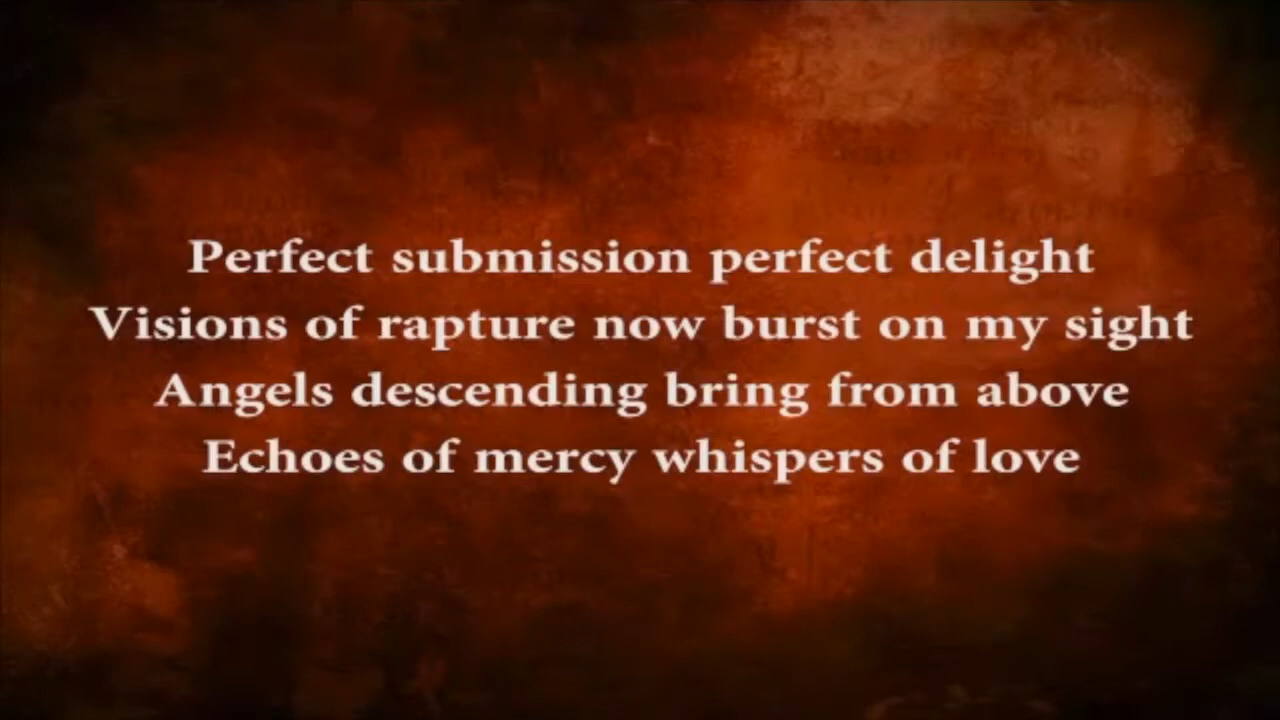 Perfect submission perfect delight
Visions of rapture now burst on my sight
Angels descending bring from above
Echoes of mercy whispers of love